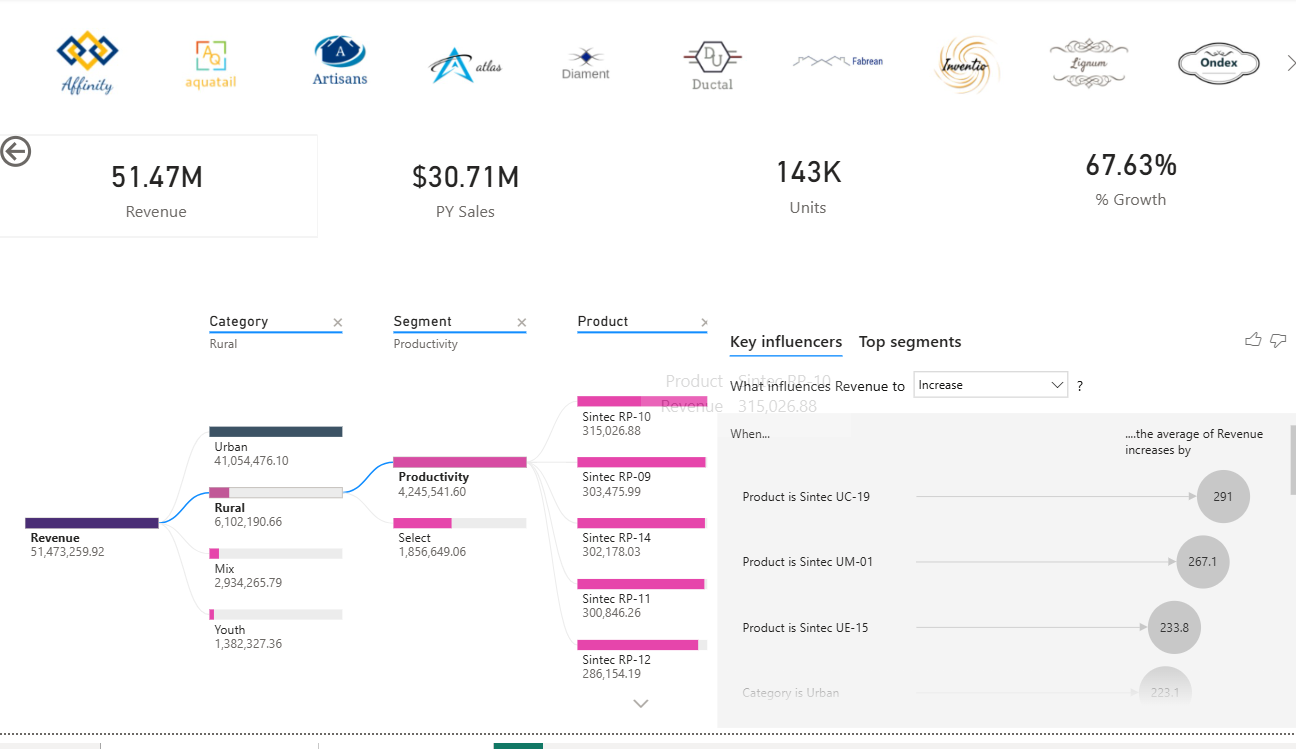 Affinity
AQ
aquatail
A
Artisans
atlas
Diament
DU
Ductal
Fabrean
Inventio
Lignum
Ondex
51.47M
Revenue
$30.71M
PY Sales
143K
Units
67.63%
% Growth
Category
Rural
Segment
Productivity
Product
Revenue
51,473,259.92
Urban
41,054,476.10
Rural
6,102,190.66
Mix
2,934,265.79
Youth
1,382,327.36
Productivity
4,245,541.60
Select
1,856,649.06
Sintec RP-10
315,026.88
Sintec RP-09
303,475.99
Sintec RP-14
302,178.03
Sintec RP-11
300,846.26
Sintec RP-12
286,154.19
Product Sintec RP-10
Revenue 315,026.88
Key influencers Top segments
What influences Revenue to Increase ?
When...
....the average of Revenue
increases by
Product is Sintec UC-19 291
Product is Sintec UM-01 267.1
Product is Sintec UE-15 233.8
Category is Urban 223.1